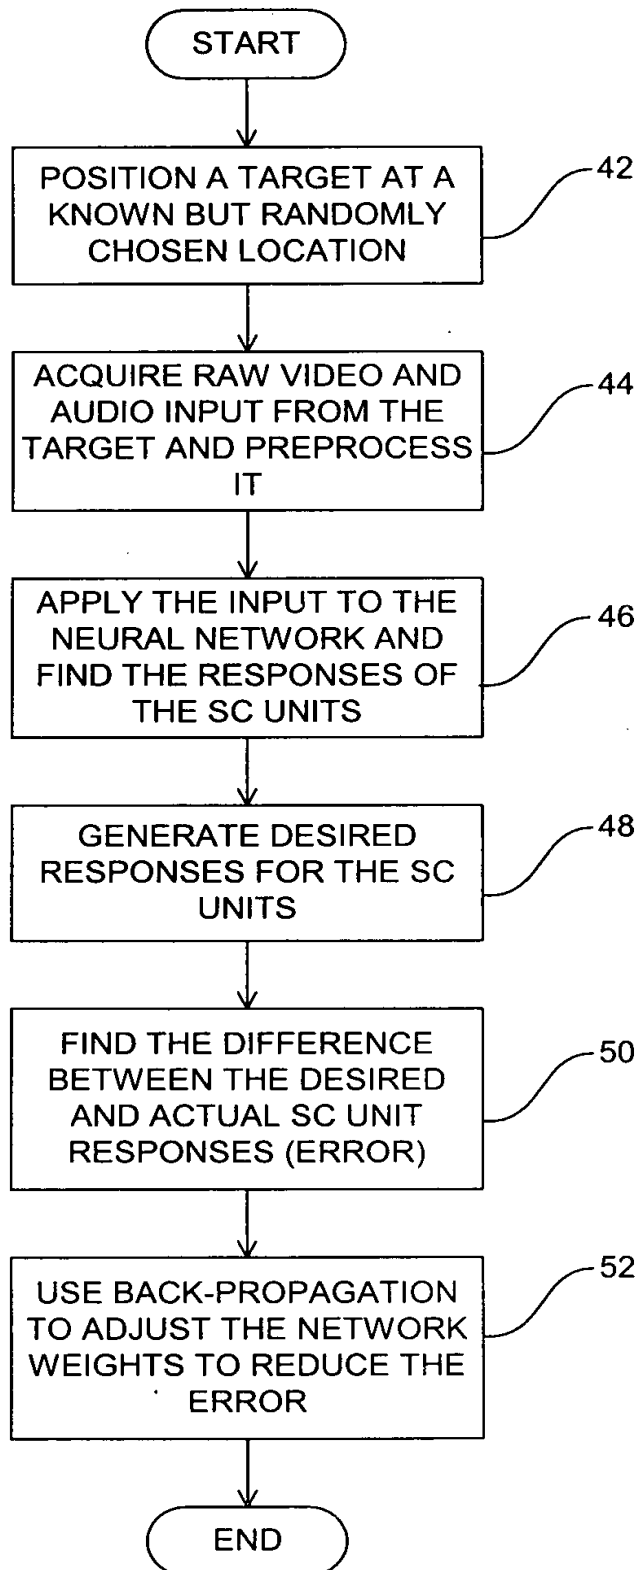 START
POSITION A TARGET AT A
KNOWN BUT RANDOMLY
CHOSEN LOCATION
42
ACQUIRE RAW VIDEO AND
AUDIO INPUT FROM THE
TARGET AND PREPROCESS
IT
44
APPLY THE INPUT TO THE
NEURAL NETWORK AND
FIND THE RESPONSES OF
THE SC UNITS
46
GENERATE DESIRED
RESPONSES FOR THE SC
UNITS
48
FIND THE DIFFERENCE
BETWEEN THE DESIRED
AND ACTUAL SC UNIT
RESPONSES (ERROR)
50
USE BACK-PROPAGATION
TO ADJUST THE NETWORK
WEIGHTS TO REDUCE THE
ERROR
52
END